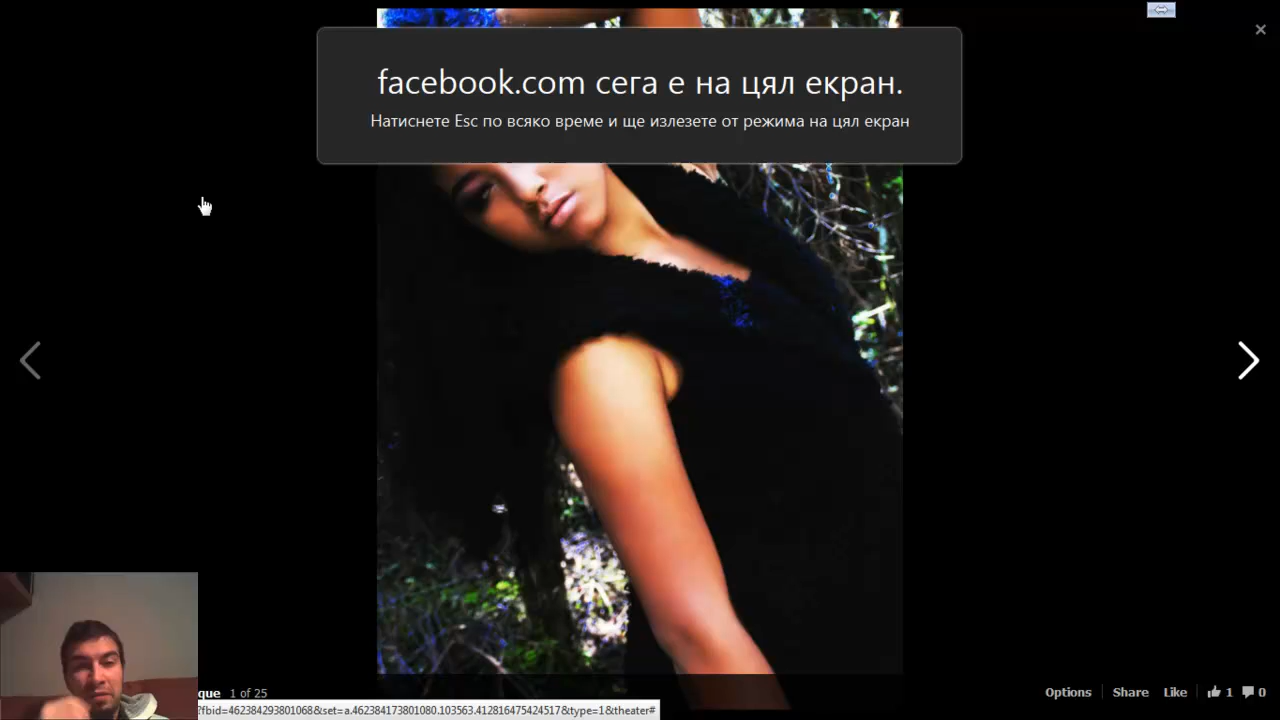 facebook.com сега е на цял екран.
Натиснете Esc по всяко време и ще излезете от режима на цял екран
que 1 of 25
Options Share Like 1 0
?fbid=462384293801068&set=a.462384173801080.103563.412816475424517&type=1&theater#